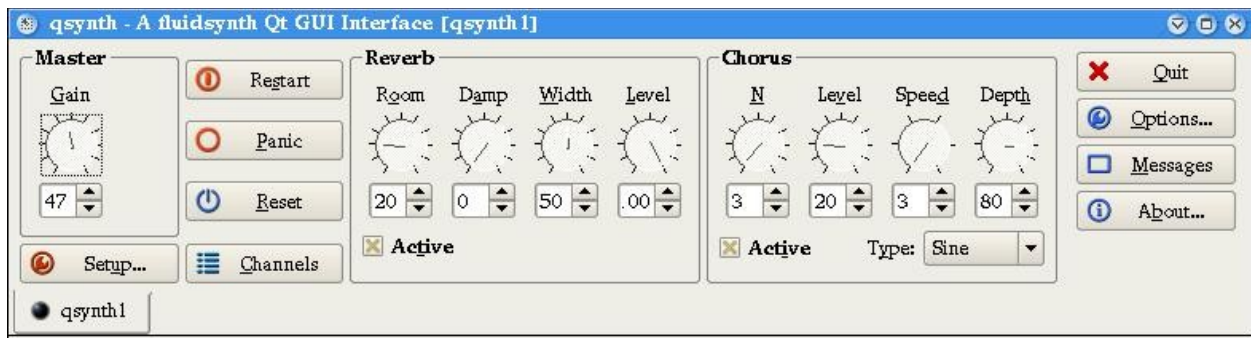 qsynth - A fluidsynth Qt GUI Interface [qsynth1]
Master
Gain
47
Setup...
Restart
Panic
Reset
Channels
Reverb
Room Damp Width Level
20 0 50 .00
Active
Chorus
N Level Speed Depth
3 20 3 80
Active Type: Sine
Quit
Options...
Messages
About...
qsynth1